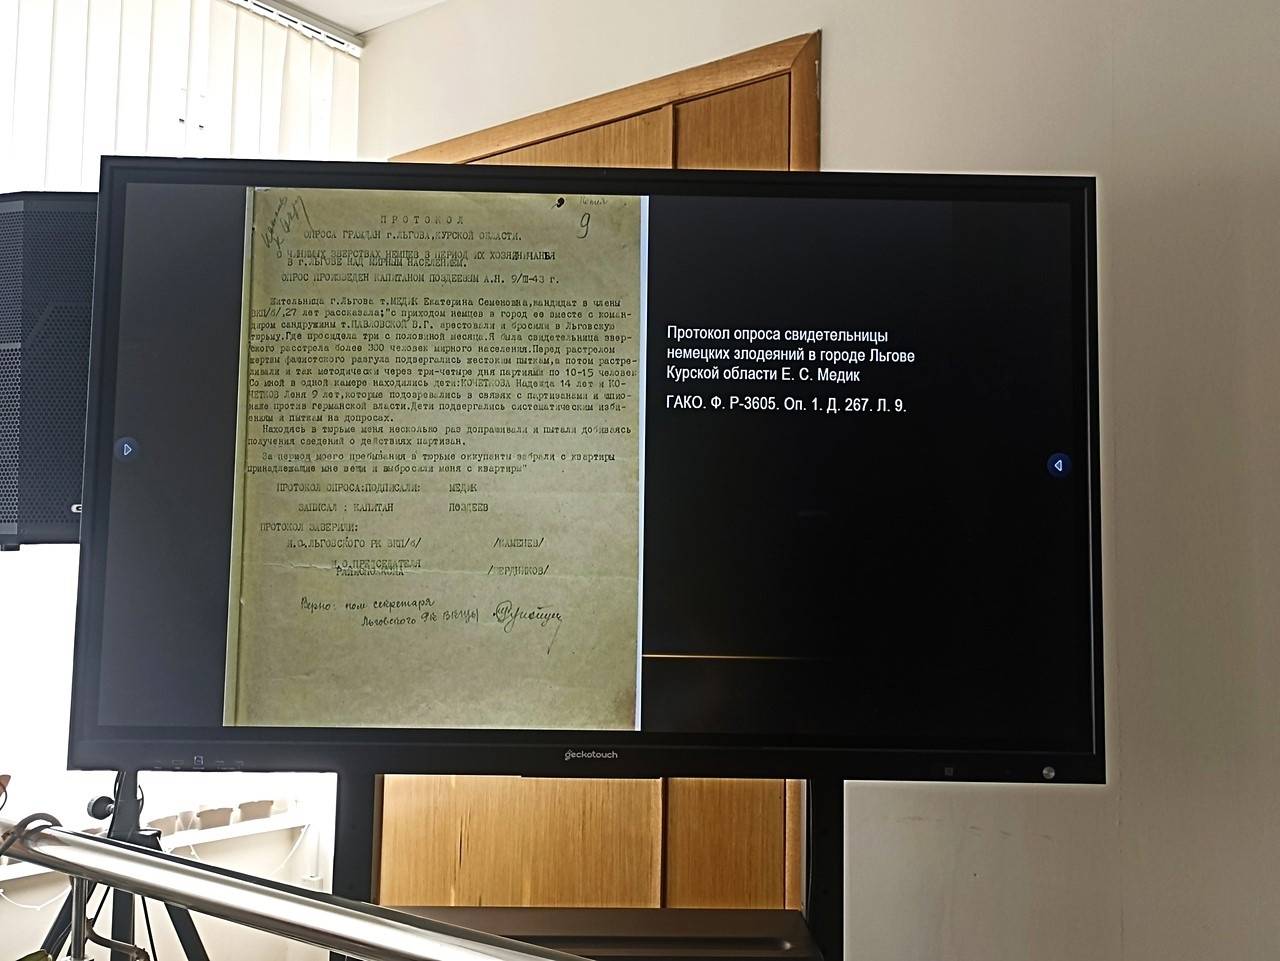 Копия
9
ПРОТОКОЛ
ОПРОСА ГРАЖДАН г.ЛЬГОВА,КУРСКОЙ ОБЛАСТИ.
О ЧИНИМЫХ ЗВЕРСТВАХ НЕМЦЕВ В ПЕРИОД ИХ ХОЗЯЙНИЧАНЬЯ
В г.ЛЬГОВЕ НАД МИРНЫМ НАСЕЛЕНИЕМ.
ОПРОС ПРОИЗВЕДЕН КАПИТАНОМ ПОЗДЕЕВЫМ А.Н. 9/Ш-43 г.
Жительница г.Льгова т.МЕДИК Екатерина Семеновна,кандидат в члены
ВКП/б/,27 лет рассказала;"с приходом немцев в город ее вместе с коман-
диром сандружины т.ПАВЛОВСКОЙ В.Г. арестовали и бросили в Льговскую
тюрьму.Где просидела три с половиной месяца.Я была свидетельница звер-
ского расстрела более 300 человек мирного населения.Перед растрелом
жертвы фашистского разгула подвергались жестоким пыткам,а потом растре-
ливали и так методически через три-четыре дня партиями по 10-15 человек
Со мной в одной камере находились дети:КОЧЕТКОВА Надежда 14 лет и КО-
ЧЕТКОВ Леня 9 лет,которые подозревались в связях с партизанами и шпио-
наже против германской власти.Дети подвергались систематическим изби-
ениям и пыткам на допросах.
Находясь в тюрьме меня несколько раз допрашивали и пытали добиваясь
получения сведений о действиях партизан.
За период моего пребывания в тюрьме оккупанты забрали с квартиры
принадлежащие мне вещи и выбросили меня с квартиры"
ПРОТОКОЛ ОПРОСА:ПОДПИСАЛИ: МЕДИК
ЗАПИСАЛ : КАПИТАН ПОЗДЕЕВ
ПРОТОКОЛ ЗАВЕРИЛИ:
И.О.ЛЬГОВСКОГО РК ВКП/б/ /КАМЕНЕВ/
И.О.ПРЕДСЕДАТЕЛЯ
РАЙИСПОЛКОМА /БЕРДНИКОВ/
Верно: пом секретаря
Льговского РК ВКП/б/
Протокол опроса свидетельницы
немецких злодеяний в городе Льгове
Курской области Е. С. Медик
ГАКО. Ф. Р-3605. Оп. 1. Д. 267. Л. 9.
geckotouch